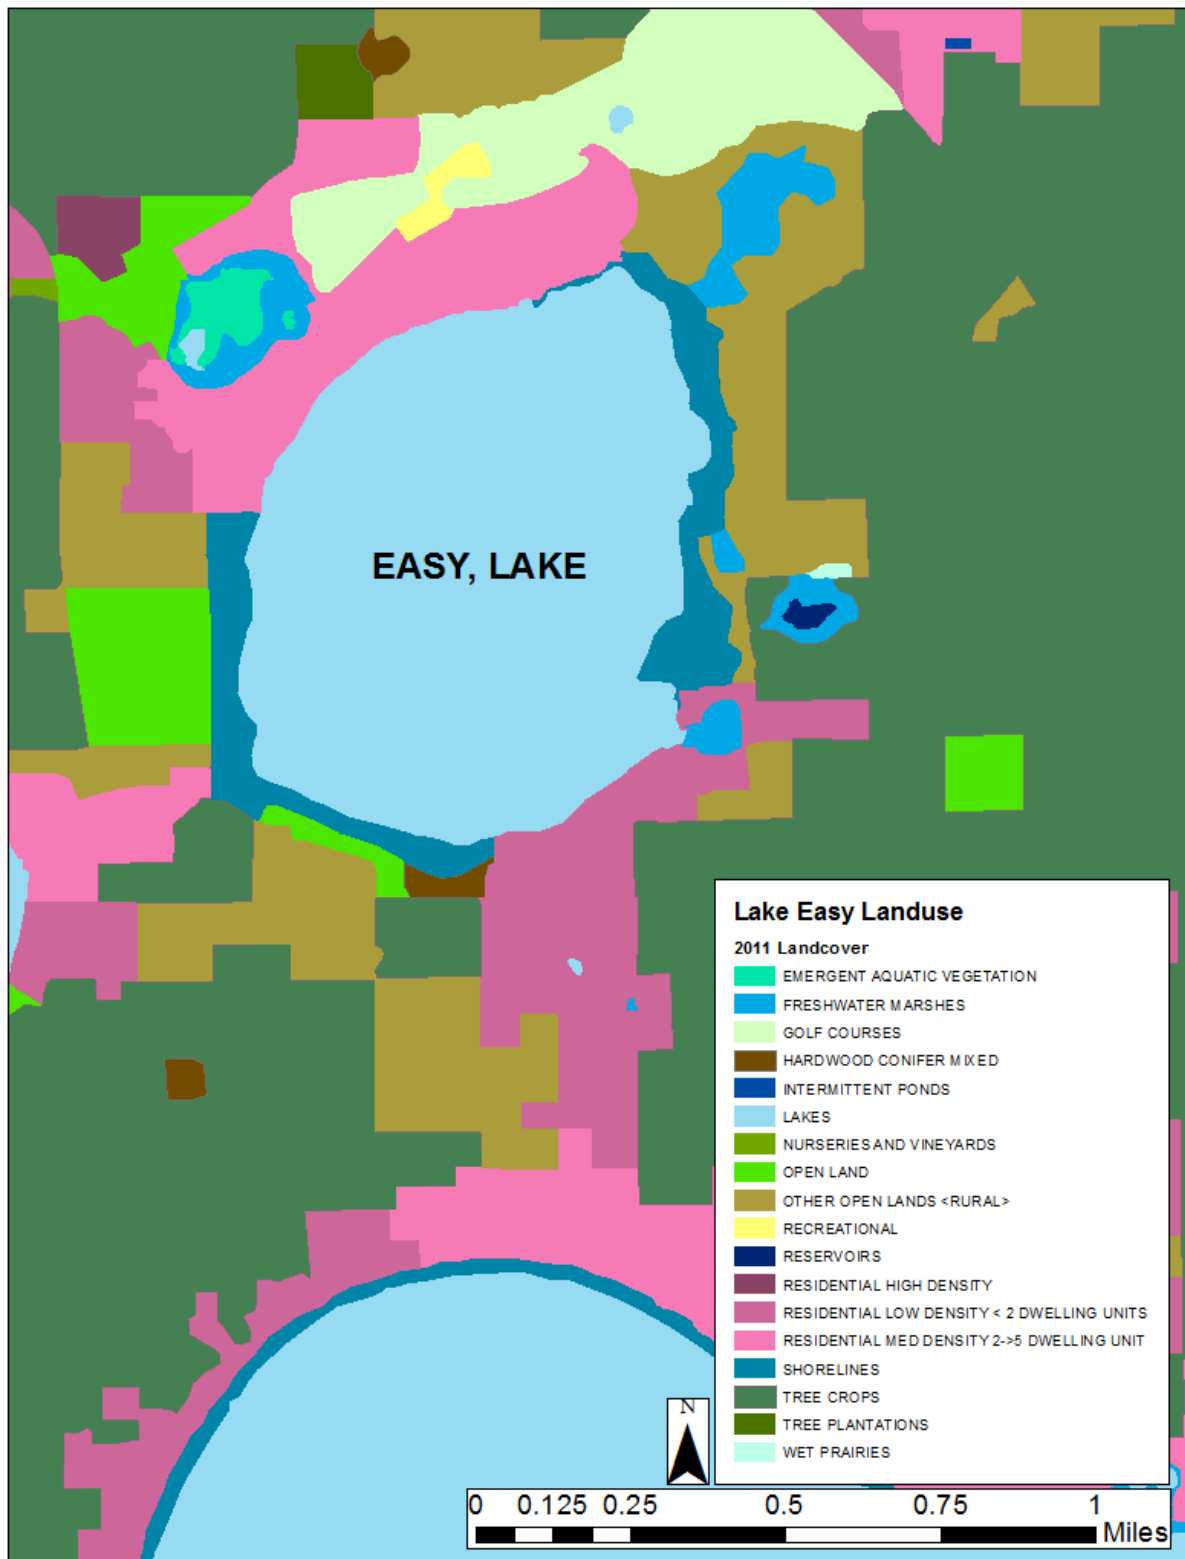 EASY, LAKE
Lake Easy Landuse
2011 Landcover
EMERGENT AQUATIC VEGETATION
FRESHWATER MARSHES
GOLF COURSES
HARDWOOD CONIFER MIXED
INTERMITTENT PONDS
LAKES
NURSERIES AND VINEYARDS
OPEN LAND
OTHER OPEN LANDS <RURAL>
RECREATIONAL
RESERVOIRS
RESIDENTIAL HIGH DENSITY
RESIDENTIAL LOW DENSITY < 2 DWELLING UNITS
RESIDENTIAL MED DENSITY 2->5 DWELLING UNIT
SHORELINES
TREE CROPS
TREE PLANTATIONS
WET PRAIRIES
N
0 0.125 0.25 0.5 0.75 1
Miles